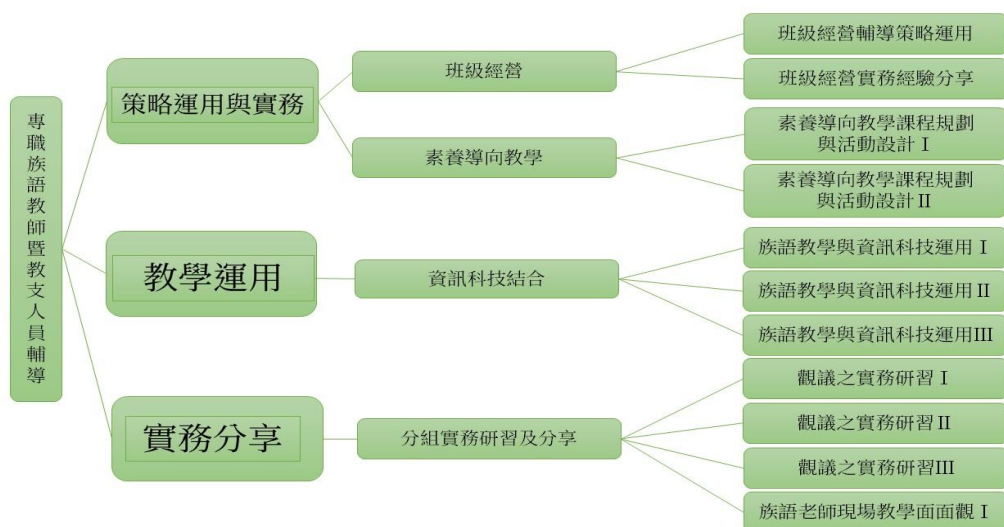 專職族語教師暨教支人員輔導
策略運用與實務
班級經營
班級經營輔導策略運用
班級經營實務經驗分享
素養導向教學
素養導向教學課程規劃
與活動設計 I
素養導向教學課程規劃
與活動設計 II
教學運用
資訊科技結合
族語教學與資訊科技運用 I
族語教學與資訊科技運用 II
族語教學與資訊科技運用III
實務分享
分組實務研習及分享
觀議之實務研習 I
觀議之實務研習 II
觀議之實務研習III
族語老師現場教學面面觀 I